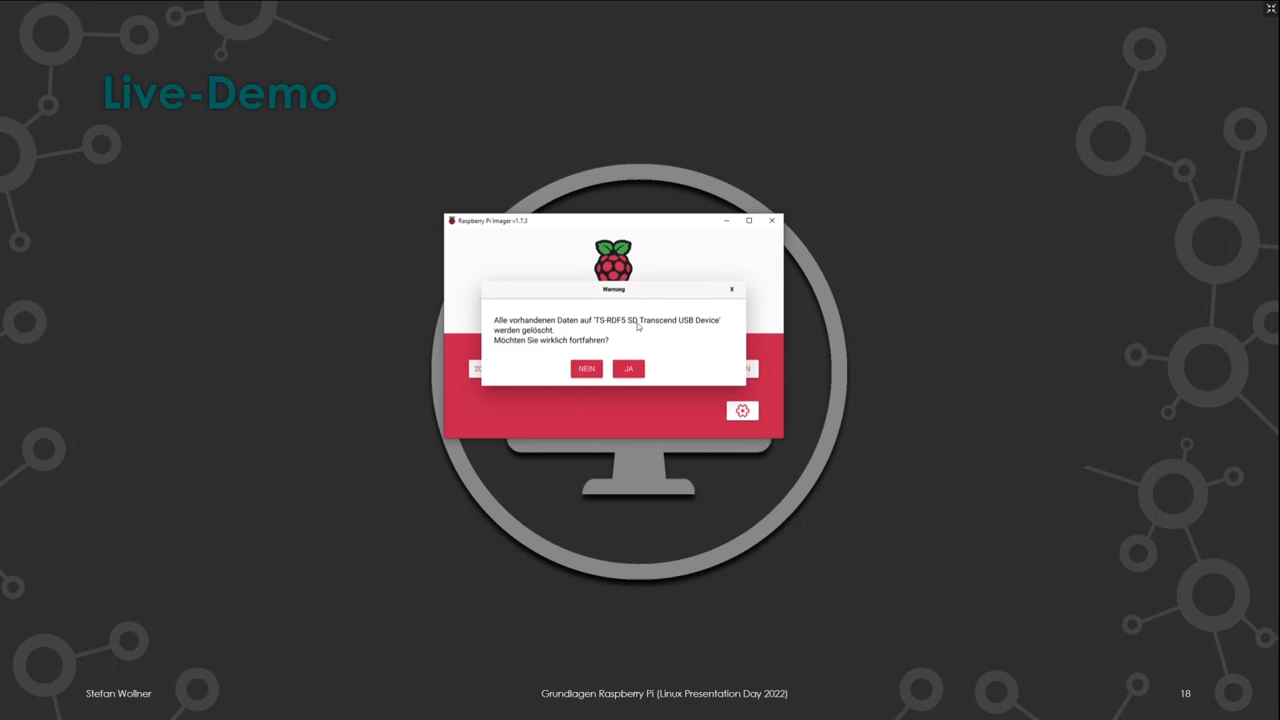 Live-Demo
Raspberry Pi Imager v1.7.3
Warnung
X
Alle vorhandenen Daten auf 'TS-RDF5 SD Transcend USB Device'
werden gelöscht.
Möchten Sie wirklich fortfahren?
NEIN JA
20
N
Stefan Wollner
Grundlagen Raspberry Pi (Linux Presentation Day 2022)
18